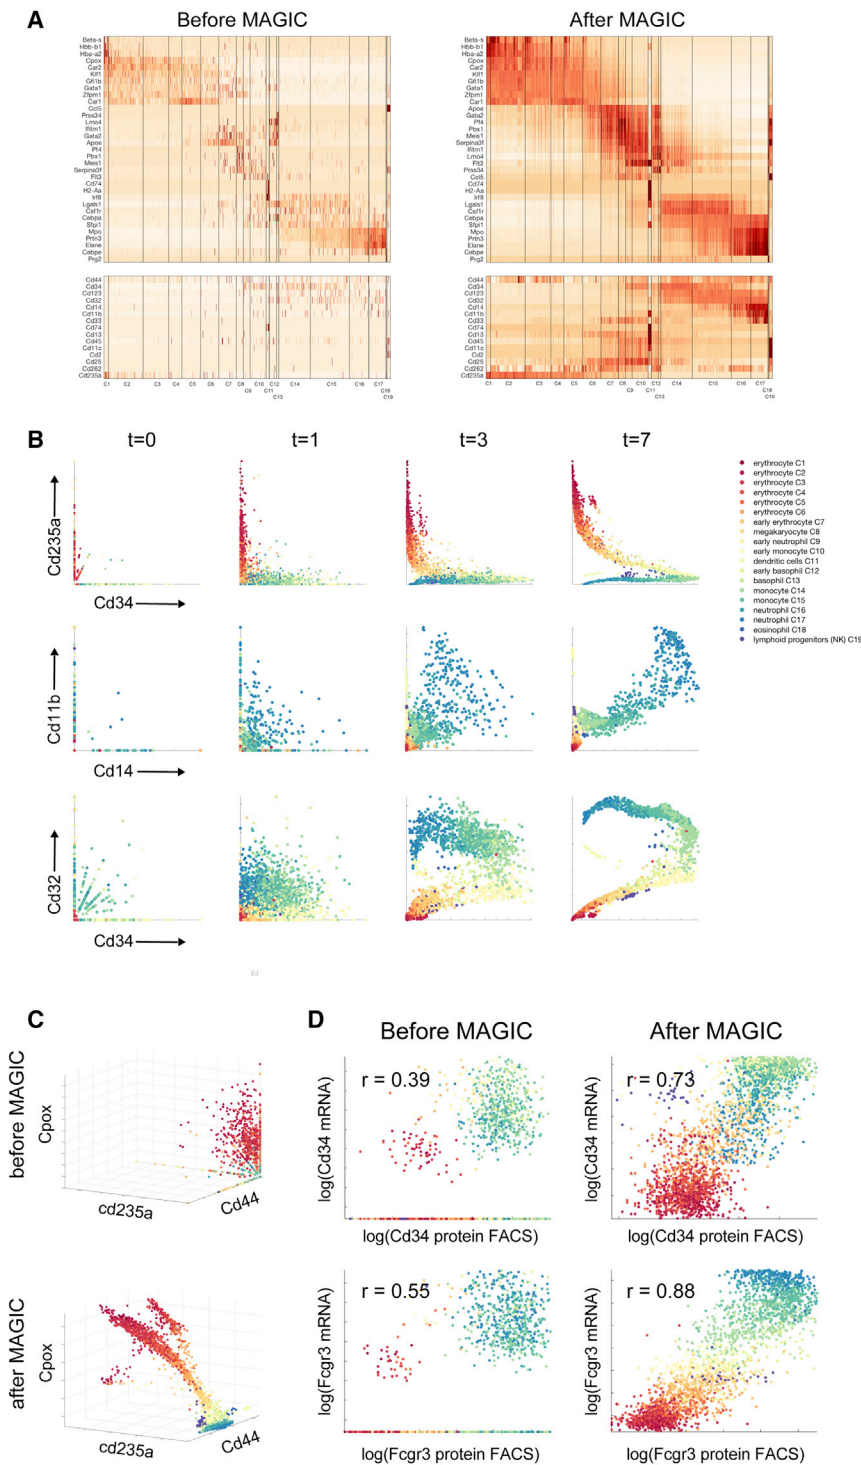 A
Before MAGIC
After MAGIC
Beta-s
Hbb-b1
Hba-a2
Cpox
Car2
Klf1
Gfi1b
Gata1
Zfpm1
Car1
Ccl5
Prss34
Lmo4
Ifitm1
Gata2
Apoe
Pf4
Pbx1
Meis1
Serpina3f
Flt3
Cd74
H2-Aa
Irf8
Lgals1
Csf1r
Cebpa
Sfpi1
Mpo
Prtn3
Elane
Cebpe
Prg2
Beta-s
Hbb-b1
Hba-a2
Cpox
Car2
Klf1
Gfi1b
Gata1
Zfpm1
Car1
Apoe
Gata2
Pf4
Pbx1
Meis1
Serpina3f
Ifitm1
Lmo4
Flt3
Prss34
Ccl5
Cd74
H2-Aa
Irf8
Lgals1
Csf1r
Cebpa
Sfpi1
Mpo
Prtn3
Elane
Cebpe
Prg2
Cd44
Cd34
Cd123
Cd32
Cd14
Cd11b
Cd33
Cd74
Cd13
Cd45
Cd11c
Cd2
Cd25
Cd262
Cd235a
C1 C2 C3 C4 C5 C6 C7 C8 C9 C10 C11 C12 C13 C14 C15 C16 C17 C18 C19
Cd44
Cd34
Cd123
Cd32
Cd14
Cd11b
Cd33
Cd74
Cd13
Cd45
Cd11c
Cd2
Cd25
Cd262
Cd235a
C1 C2 C3 C4 C5 C6 C7 C8 C9 C10 C11 C12 C13 C14 C15 C16 C17 C18 C19
B
t=0
t=1
t=3
t=7
Cd235a
Cd34
Cd11b
Cd14
Cd32
Cd34
erythrocyte C1
erythrocyte C2
erythrocyte C3
erythrocyte C4
erythrocyte C5
erythrocyte C6
early erythrocyte C7
megakaryocyte C8
early neutrophil C9
early monocyte C10
dendritic cells C11
early basophil C12
basophil C13
monocyte C14
monocyte C15
neutrophil C16
neutrophil C17
eosinophil C18
lymphoid progenitors (NK) C19
C
before MAGIC
Cpox
cd235a
Cd44
after MAGIC
Cpox
cd235a
Cd44
D
Before MAGIC
After MAGIC
r = 0.39
log(Cd34 mRNA)
log(Cd34 protein FACS)
r = 0.73
log(Cd34 mRNA)
log(Cd34 protein FACS)
r = 0.55
log(Fcgr3 mRNA)
log(Fcgr3 protein FACS)
r = 0.88
log(Fcgr3 mRNA)
log(Fcgr3 protein FACS)